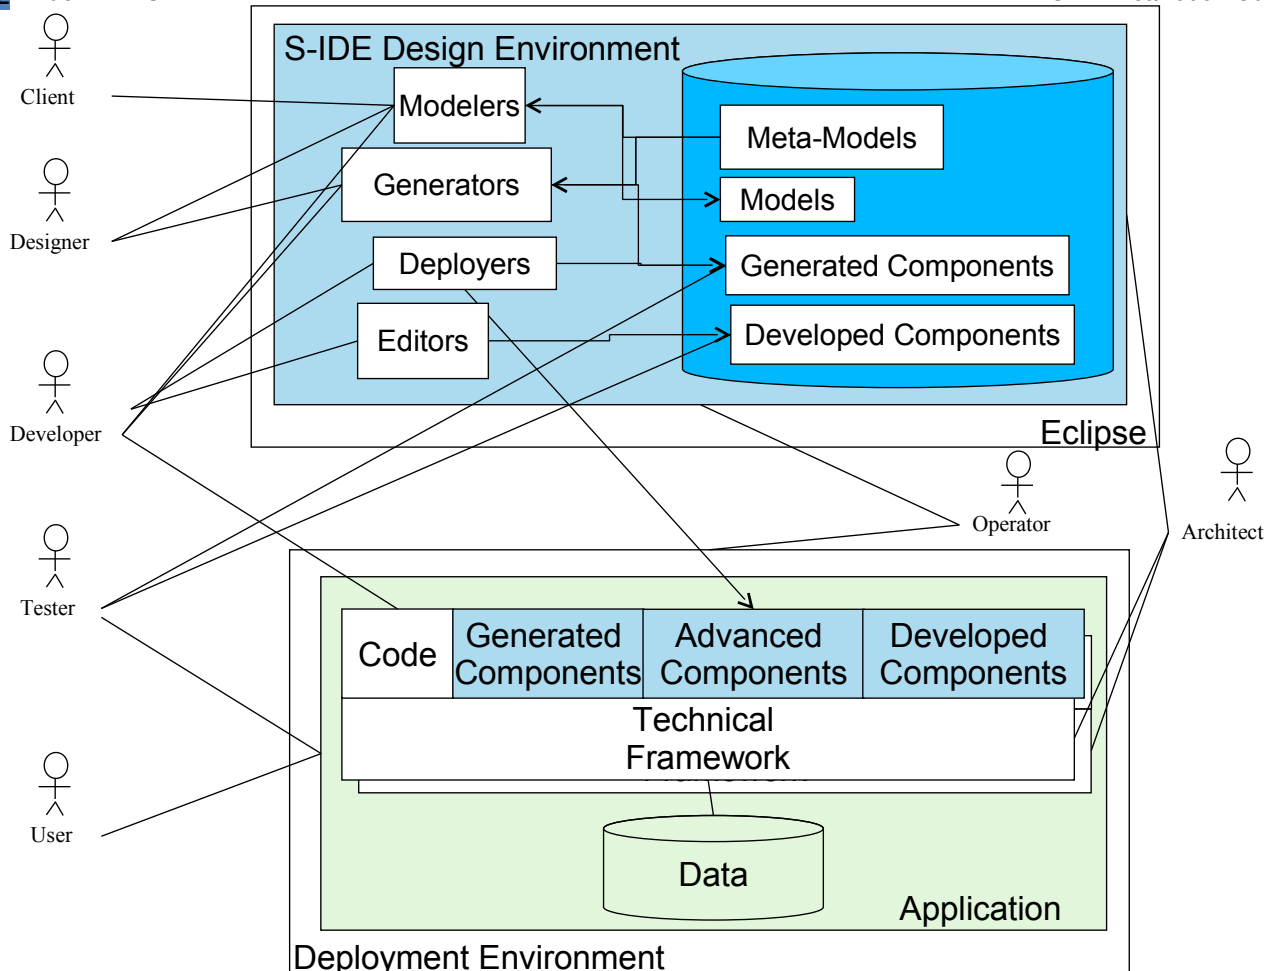 S-IDE Design Environment
Client
Modelers
Meta-Models
Generators
Models
Designer
Deployers
Generated Components
Editors
Developed Components
Developer
Eclipse
Operator
Architect
Tester
Code
Generated
Components
Advanced
Components
Developed
Components
Technical
Framework
User
Data
Application
Deployment Environment